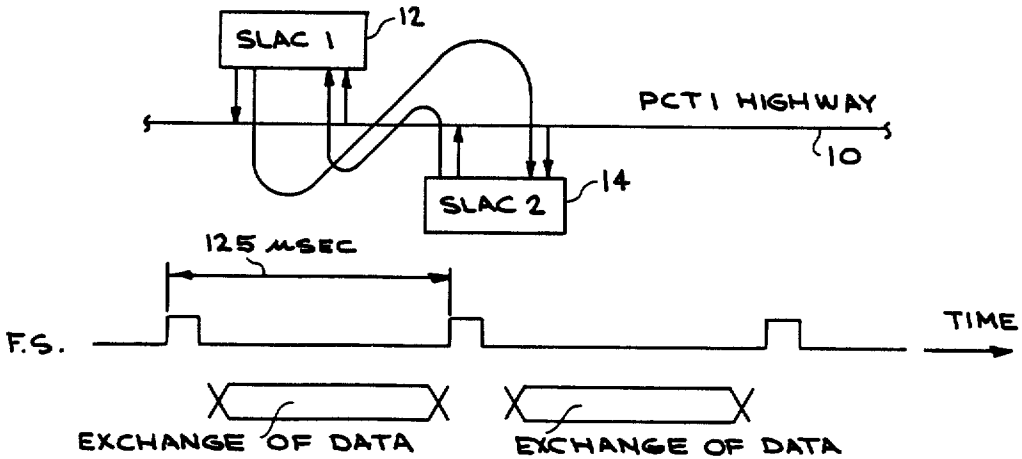 SLAC 1
12
PCT1 HIGHWAY
10
SLAC 2
14
125 µSEC
F.S.
TIME
EXCHANGE OF DATA
EXCHANGE OF DATA